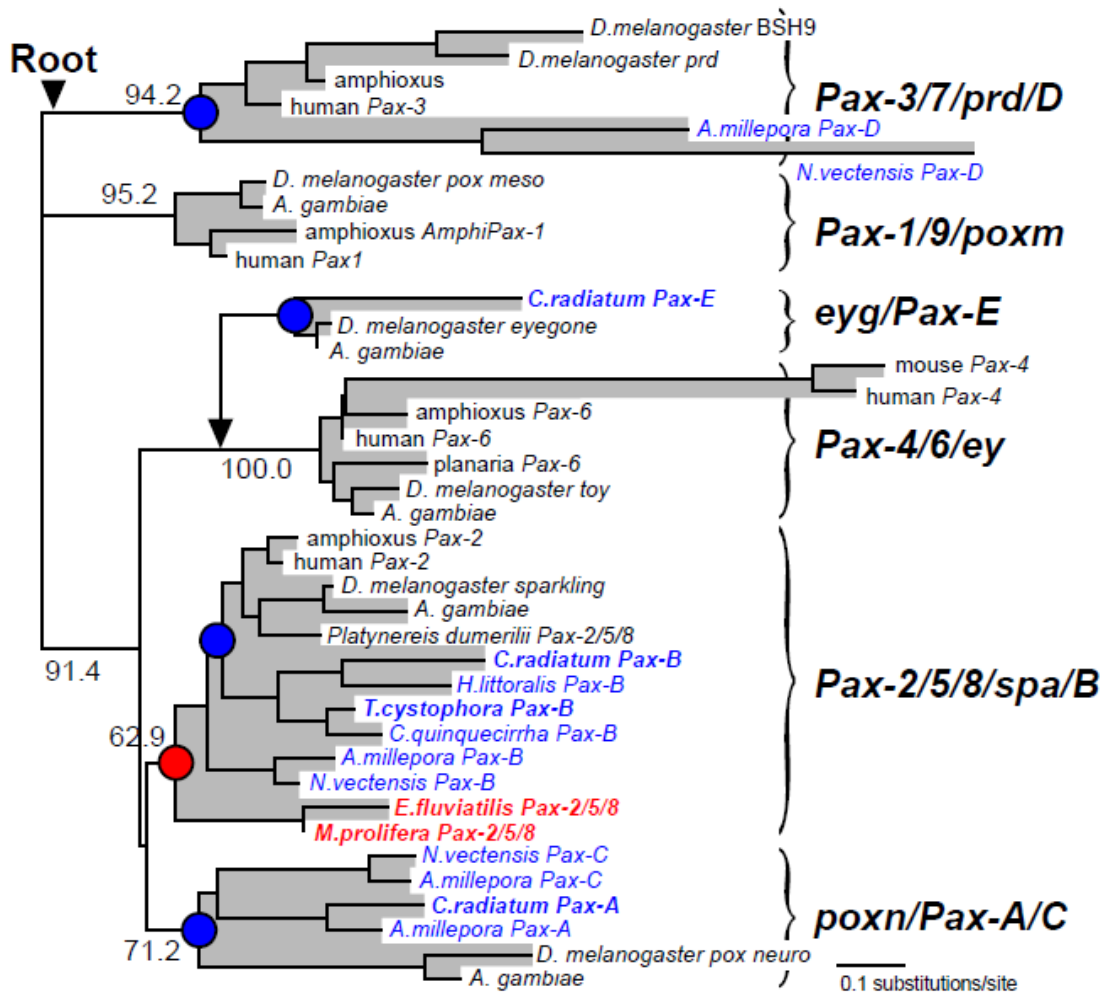 Root
94.2
D.melanogaster BSH9
D.melanogaster prd
amphioxus
human Pax-3
A.millepora Pax-D
N.vectensis Pax-D
Pax-3/7/prd/D
95.2
D. melanogaster pox meso
A. gambiae
amphioxus AmphiPax-1
human Pax1
Pax-1/9/poxm
C.radiatum Pax-E
D. melanogaster eyegone
A. gambiae
eyg/Pax-E
mouse Pax-4
human Pax-4
amphioxus Pax-6
human Pax-6
planaria Pax-6
D. melanogaster toy
A. gambiae
100.0
Pax-4/6/ey
amphioxus Pax-2
human Pax-2
D. melanogaster sparkling
A. gambiae
Platynereis dumerilii Pax-2/5/8
C.radiatum Pax-B
H.littoralis Pax-B
T.cystophora Pax-B
C.quinquecirrha Pax-B
A.millepora Pax-B
N.vectensis Pax-B
E.fluviatilis Pax-2/5/8
M.prolifera Pax-2/5/8
91.4
62.9
Pax-2/5/8/spa/B
N.vectensis Pax-C
A.millepora Pax-C
C.radiatum Pax-A
A.millepora Pax-A
D. melanogaster pox neuro
A. gambiae
71.2
poxn/Pax-A/C
0.1 substitutions/site